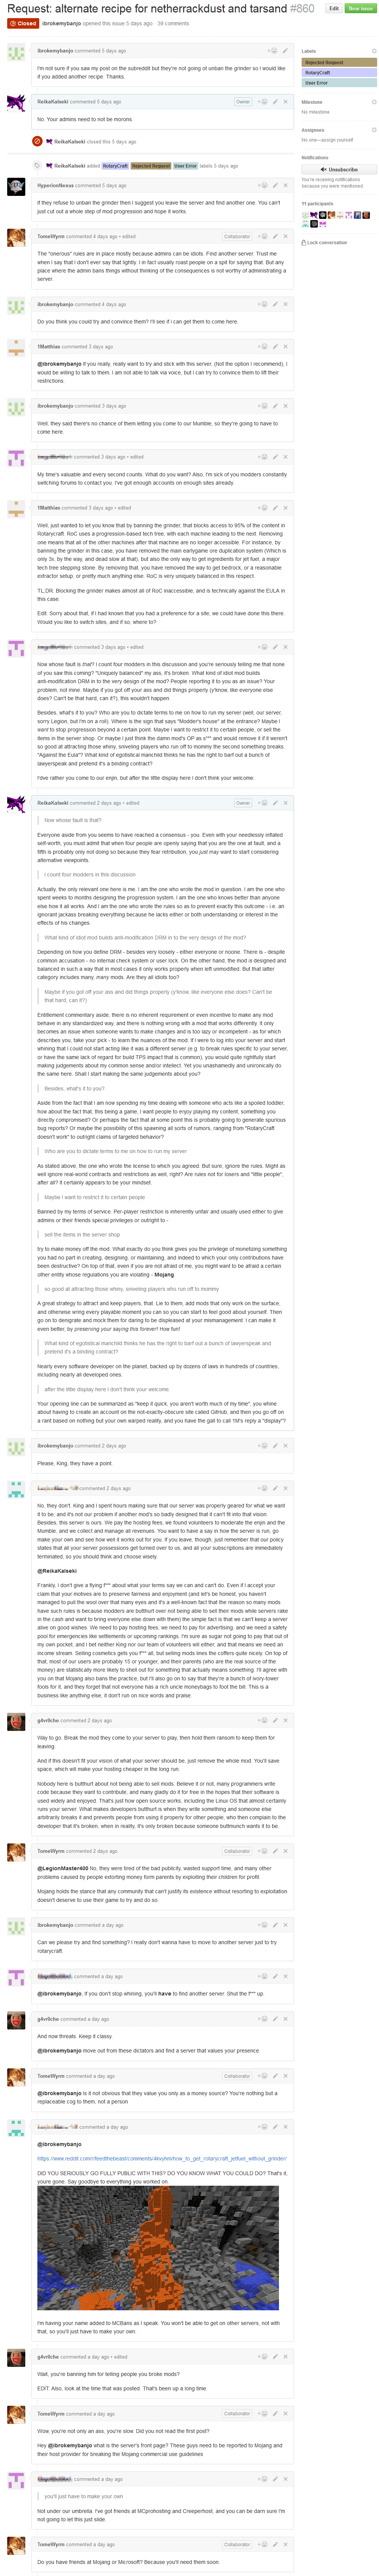 Request: alternate recipe for netherrackdust and tarsand #860
Edit
New issue
Closed
ibrokemybanjo opened this issue 5 days ago · 38 comments
ibrokemybanjo commented 5 days ago
I'm not sure if you saw my post on the subreddit but they're not going to unban the grinder so I would like
if you added another recipe. Thanks.
ReikaKalseki commented 5 days ago
Owner
No. Your admins need to not be morons.
ReikaKalseki closed this 5 days ago
ReikaKalseki added RotaryCraft Rejected Request User Error labels 5 days ago
HyperionNexus commented 5 days ago
If they refuse to unban the grinder then I suggest you leave the server and find another one. You can't
just cut out a whole step of mod progression and hope it works.
TomeWyrm commented 4 days ago • edited
Collaborator
The "onerous" rules are in place mostly because the admins can be idiots. Find another server. Trust me
when I say I don't ever say that lightly. I in fact usually roast people on a spit for saying that. But any
place where the admin bans things without thinking of the consequences is not worthy of administrating a
server.
ibrokemybanjo commented 4 days ago
Do you think you could try and convince them? I'll see if i can get them to come here.
1Matthias commented 3 days ago
@ibrokemybanjo If you really, really want to try and stick with this server, (Not the option I recommend), I
would be willing to talk to them. I am not able to talk via voice, but I can try to convince them to lift their
restrictions.
ibrokemybanjo commented 3 days ago
Well, they said there's no chance of them letting you come to our Mumble, so they're going to have to
come here.
commented 3 days ago • edited
My time's valuable and every second counts. What do you want? Also, I'm sick of you modders constantly
switching forums to contact you. I've got enough accounts on enough sites already.
1Matthias commented 3 days ago • edited
Well, just wanted to let you know that by banning the grinder, that blocks access to 95% of the content in
Rotarycraft. RoC uses a progression-based tech tree, with each machine leading to the next. Removing
one means that all of the other machines after that machine are no longer accessible. For instance, by
banning the grinder in this case, you have removed the main early/game ore duplication system (Which is
only 3x, by the way, and dead slow at that), but also the only way to get ingredients for jet fuel, a major
tech-tree stepping stone. By removing that, you have removed the way to get bedrock, or a reasonable
extractor setup, or pretty much anything else. RoC is very uniquely balanced in this respect.
TL;DR: Blocking the grinder makes almost all of RoC inaccessible, and is technically against the EULA in
this case.
Edit: Sorry about that, if I had known that you had a preference for a site, we could have done this there.
Would you like to switch sites, and if so, where to?
commented 3 days ago • edited
Now whose fault is that? I count four modders in this discussion and you're seriously telling me that none
of you saw this coming? "Uniquely balanced" my ass, it's broken. What kind of idiot mod builds
anti-modification DRM in to the very design of the mod? People reporting it to you as an issue? Your
problem, not mine. Maybe if you got off your ass and did things properly (y'know, like everyone else
does? Can't be that hard, can it?), this wouldn't happen.
Besides, what's it to you? Who are you to dictate terms to me on how to run my server (well, our server,
sorry Legion, but I'm on a roll). Where is the sign that says "Modder's house" at the entrance? Maybe I
want to stop progression beyond a certain point. Maybe I want to restrict it to certain people, or sell the
items in the server shop. Or maybe I just think the damn mod's OP as s*** and would remove it if it weren't
so good at attracting those whiny, sniveling players who run off to mommy the second something breaks.
"Against the Eula"? What kind of egotistical manchild thinks he has the right to barf out a bunch of
lawyerspeak and pretend it's a binding contract?
I'dve rather you come to our enjin, but after the little display here I don't think your welcome.
ReikaKalseki commented 2 days ago • edited
Owner
Now whose fault is that?
Everyone aside from you seems to have reached a consensus - you. Even with your needlessly inflated
self-worth, you must admit that when four people are openly saying that you are the one at fault, and a
fifth is probably only not doing so because they fear retribution, you just may want to start considering
alternative viewpoints.
I count four modders in this discussion
Actually, the only relevant one here is me. I am the one who wrote the mod in question. I am the one who
spent weeks to months designing the progression system. I am the one who knows better than anyone
else how it all works. And I am the one who wrote the rules so as to prevent exactly this outcome - i.e. an
ignorant jackass breaking everything because he lacks either or both understanding of or interest in the
effects of his changes.
What kind of idiot mod builds anti-modification DRM in to the very design of the mod?
Depending on how you define DRM - besides very loosely - either everyone or noone. There is - despite
common accusation - no internal check system or user lock. On the other hand, the mod is designed and
balanced in such a way that in most cases it only works properly when left unmodified. But that latter
category includes many, many mods. Are they all idiots too?
Maybe if you got off your ass and did things properly (y'know, like everyone else does? Can't be
that hard, can it?)
Entitlement commentary aside, there is no inherent requirement or even incentive to make any mod
behave in any standardized way, and there is nothing wrong with a mod that works differently. It only
becomes an issue when someone wants to make changes and is too lazy or incompetent - as for which
describes you, take your pick - to learn the nuances of the mod. If I were to log into your server and start
whining that I could not start acting like it was a different server (e.g. to break rules specific to your server,
or have the same lack of regard for build TPS impact that is common), you would quite rightfully start
making judgements about my common sense and/or intellect. Yet you unashamedly and unironically do
the same here. Shall I start making the same judgements about you?
Besides, what's it to you?
Aside from the fact that I am now spending my time dealing with someone who acts like a spoiled toddler,
how about the fact that, this being a game, I want people to enjoy playing my content, something you
directly compromised? Or perhaps the fact that at some point this is probably going to generate spurious
bug reports? Or maybe the possibility of this spawning all sorts of rumors, ranging from "RotaryCraft
doesn't work" to outright claims of targeted behavior?
Who are you to dictate terms to me on how to run my server
As stated above, the one who wrote the license to which you agreed. But sure, ignore the rules. Might as
well ignore real-world contracts and restrictions as well, right? Are rules not for losers and "little people",
after all? It certainly appears to be your mindset.
Maybe I want to restrict it to certain people
Banned by my terms of service. Per-player restriction is inherently unfair and usually used either to give
admins or their friends special privileges or outright to -
sell the items in the server shop
try to make money off the mod. What exactly do you think gives you the privilege of monetizing something
you had no part in creating, designing, or maintaining, and indeed to which your only contributions have
been destructive? On top of that, even if you are not afraid of me, you might want to be afraid of a certain
other entity whose regulations you are violating - Mojang
so good at attracting those whiny, sniveling players who run off to mommy
A great strategy to attract and keep players, that. Lie to them, add mods that only work on the surface,
and otherwise erase every enjoyable moment you can so you can start to feel good about yourself. Then
go on to denigrate and mock them for daring to be displeased at your mismanagement. I can make it
even better, by preserving your saying this forever! How fun!
What kind of egotistical manchild thinks he has the right to barf out a bunch of lawyerspeak and
pretend it's a binding contract?
Nearly every software developer on the planet, backed up by dozens of laws in hundreds of countries,
including nearly all developed ones.
after the little display here I don't think your welcome.
Your opening line can be summarized as "keep it quick, you aren't worth much of my time", while you
whine about having to have an account on the not-exactly-obscure site called GitHub, and then you go off on
a rant based on nothing but your own warped reality, and you have the gall to call 1M's reply a "display"?
ibrokemybanjo commented 2 days ago
Please, King, they have a point.
commented 2 days ago
No, they don't. King and I spent hours making sure that our server was properly geared for what we want
it to be, and it's not our problem if another mod's so badly designed that it can't fit into that vision.
Besides, this server is ours. We pay the hosting fees, we found volunteers to moderate the enjin and the
Mumble, we collect and manage all revenues. You want to have a say in how the server is run, go
make your own and see how well it works out for you. If you leave, though, just remember that our policy
states that all your server possessions get turned over to us, and all your subscriptions are immediately
terminated, so you should think and choose wisely.
@ReikaKalseki
Frankly, I don't give a flying f*** about what your terms say we can and can't do. Even if I accept your
claim that your motives are to preserve fairness and enjoyment (and let's be honest, you haven't
managed to pull the wool over that many eyes and it's a well-known fact that the reason so many mods
have such rules is because modders are butthurt over not being able to sell their mods while servers rake
in the cash and want to bring everyone else down with them) the simple fact is that we can't keep a server
alive on good wishes. We need to pay hosting fees, we need to pay for advertising, and we need a safety
pool for emergencies like settlements or upcoming rankings. I'm sure as sugar not going to pay that out of
my own pocket, and I bet neither King nor our team of volunteers will either, and that means we need an
income stream. Selling cosmetics gets you f*** all, but selling mods lines the coffers quite nicely. On top of
that, most of our users are probably 15 or younger, and their parents (who are the real source of the
money) are statistically more likely to shell out for something that actually means something. I'll agree with
you on that Mojang disallows the practice, but I'll also go on to say that they're a horde of unbelievable
mors for it, and they forget that not everyone has a rich uncle moneybags to foot the bill. This is a
business like anything else, it don't run on nice words and praise.
g4vr0che commented 2 days ago
Way to go. Break the mod they come to your server to play, then hold them ransom to keep them for
leaving.
And if this doesn't fit your vision of what your server should be, just remove the whole mod. You'll save
space, which will make your hosting cheaper in the long run.
Nobody here is butthurt about not being able to sell mods. Believe it or not, many programmers write
code because they want to contribute, and many gladly do it for free in the hopes that their software is
used widely and enjoyed. That's just how open source works, including the Linux OS that almost certainly
runs your server. What makes developers butthurt is when they write something and someone else
arbitrarily breaks it and prevents people from using it properly for other people, who then complain to the
developer that it's broken, when in reality, it's only broken because someone buttmunch wants it to be.
TomeWyrm commented 2 days ago
Collaborator
@LegionMaster400 No, they were tired of the bad publicity, wasted support time, and many other
problems caused by people extorting money form parents by exploiting their children for profit.
Mojang holds the stance that any community that can't justify its existence without resorting to exploitation
doesn't deserve to use their game to try and do so.
ibrokemybanjo commented a day ago
Can we please try and find something? I really don't wanna have to move to another server just to try
rotarycraft.
commented a day ago
@ibrokemybanjo, If you don't stop whining, you'll have to find another server. Shut the f*** up.
g4vr0che commented a day ago
And now threats. Keep it classy.
@ibrokemybanjo move out from these dictators and find a server that values your presence.
TomeWyrm commented a day ago
Collaborator
@ibrokemybanjo Is it not obvious that they value you only as a money source? You're nothing but a
replaceable cog to them, not a person
commented a day ago
@ibrokemybanjo
DID YOU SERIOUSLY GO FULLY PUBLIC WITH THIS? DO YOU KNOW WHAT YOU COULD DO? That's it,
youre gone. Say goodbye to everything you worked on.
I'm having your name added to MCBans as I speak. You won't be able to get on other servers, not with
that, so you'll just have to make your own.
g4vr0che commented a day ago • edited
Wait, you're banning him for telling people you broke mods?
EDIT: Also, look at the time that was posted. That's been up a long time.
TomeWyrm commented a day ago
Collaborator
Wow, you're not only an ass, you're slow. Did you not read the first post?
Hey @ibrokemybanjo what is the server's front page? These guys need to be reported to Mojang and
their host provider for breaking the Mojang commercial use guidelines
commented a day ago
you'll just have to make your own
Not under our umbrella. I've got friends at MCprohosting and Creeperhost, and you can be darn sure I'm
not going to let this just slide.
TomeWyrm commented a day ago
Collaborator
Do you have friends at Mojang or Microsoft? Because you'll need them soon.
Labels
Rejected Request
RotaryCraft
User Error
Milestone
No milestone
Assignees
No one—assign yourself
Notifications
Unsubscribe
You're receiving notifications
because you were mentioned.
11 participants
Lock conversation